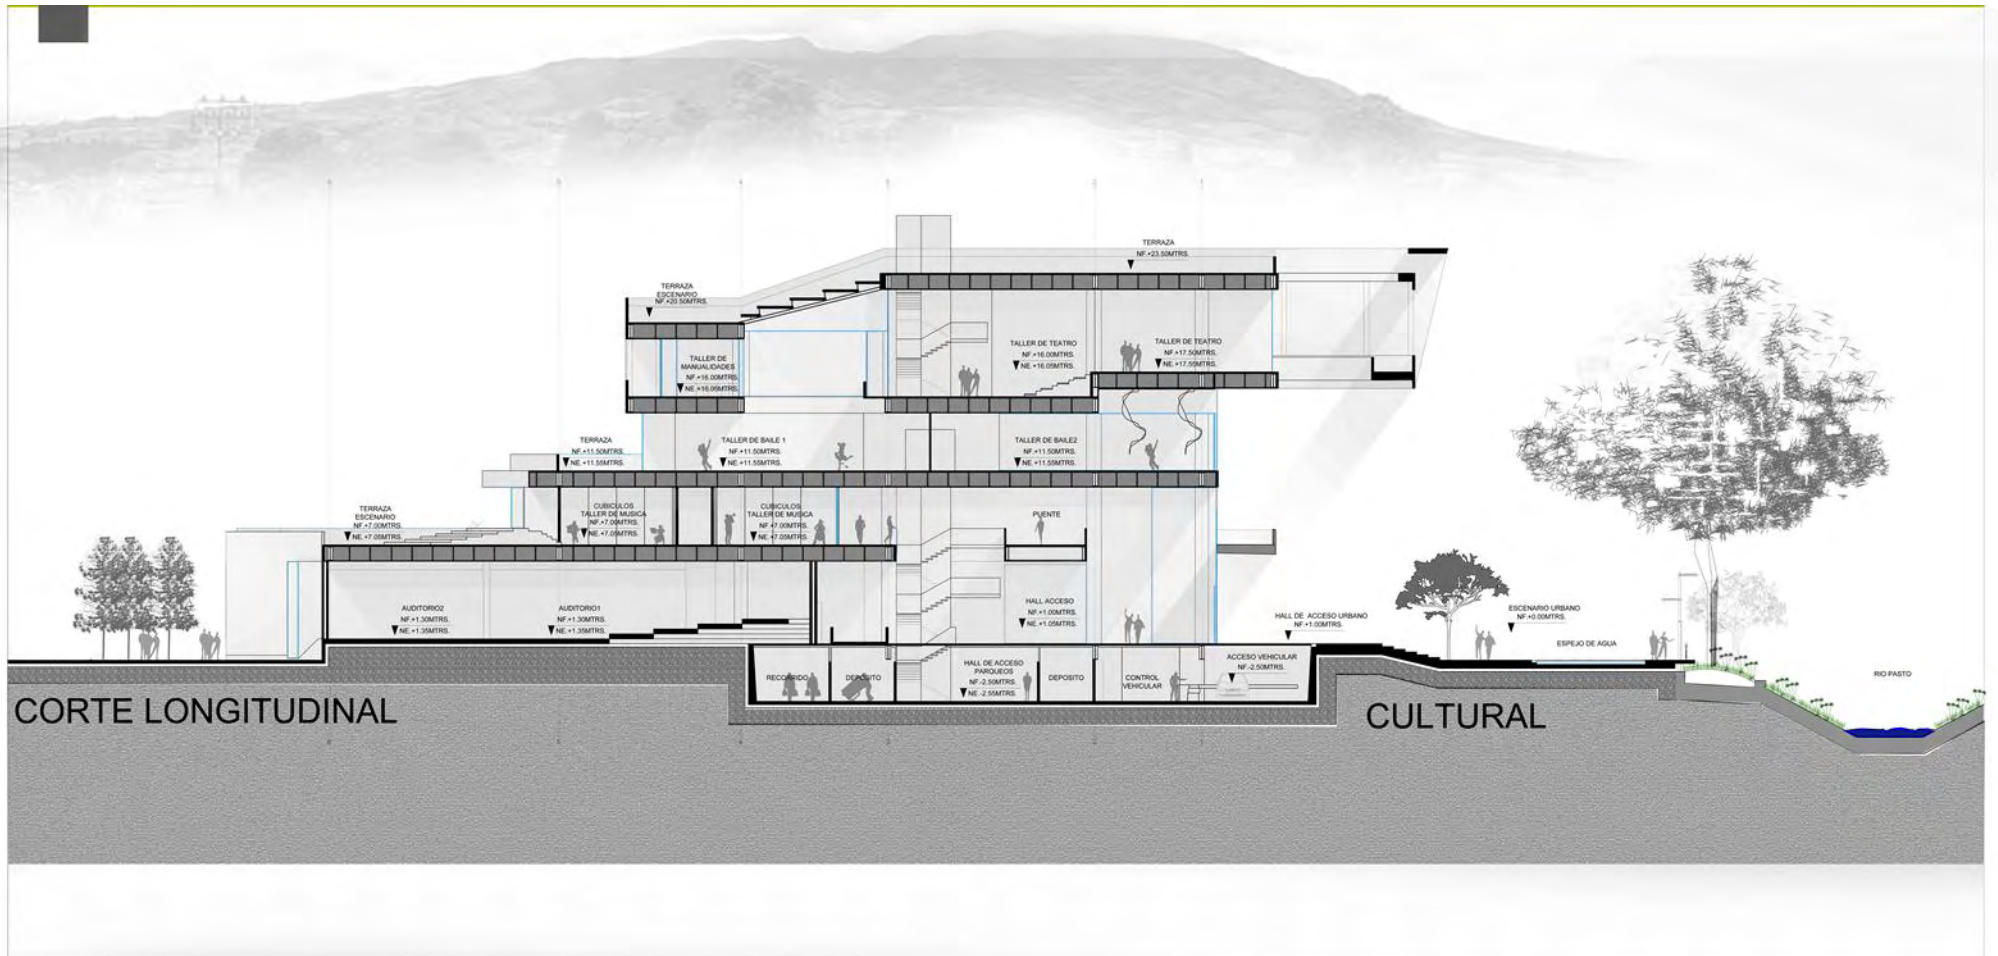 TERRAZA
NF.+23.50MTRS.
TERRAZA
ESCENARIO
NF.+20.50MTRS.
TALLER DE
MANUALIDADES
NF.+16.00MTRS.
NE.+16.05MTRS.
TALLER DE TEATRO
NF.+16.00MTRS.
NE.+16.05MTRS.
TALLER DE TEATRO
NF.+17.50MTRS.
NE.+17.55MTRS.
TERRAZA
NF.+11.50MTRS.
NE.+11.55MTRS.
TALLER DE BAILE 1
NF.+11.50MTRS.
NE.+11.55MTRS.
TALLER DE BAILE2
NF.+11.50MTRS.
NE.+11.55MTRS.
TERRAZA
ESCENARIO
NF.+7.00MTRS.
NE.+7.05MTRS.
CUBICULOS
TALLER DE MUSICA
NF.+7.00MTRS.
NE.+7.05MTRS.
CUBICULOS
TALLER DE MUSICA
NF.+7.00MTRS.
NE.+7.05MTRS.
PUENTE
AUDITORIO2
NF.+1.30MTRS.
NE.+1.35MTRS.
AUDITORIO1
NF.+1.30MTRS.
NE.+1.35MTRS.
HALL ACCESO
NF.+1.00MTRS.
NE.+1.05MTRS.
HALL DE ACCESO URBANO
NF.+1.00MTRS.
ESCENARIO URBANO
NF.+0.00MTRS.
ESPEJO DE AGUA
RIO PASTO
RECORRIDO
DEPOSITO
HALL DE ACCESO
PARQUEOS
NF.-2.50MTRS.
NE.-2.55MTRS.
DEPOSITO
CONTROL
VEHICULAR
ACCESO VEHICULAR
NF.-2.50MTRS.
CORTE LONGITUDINAL
CULTURAL